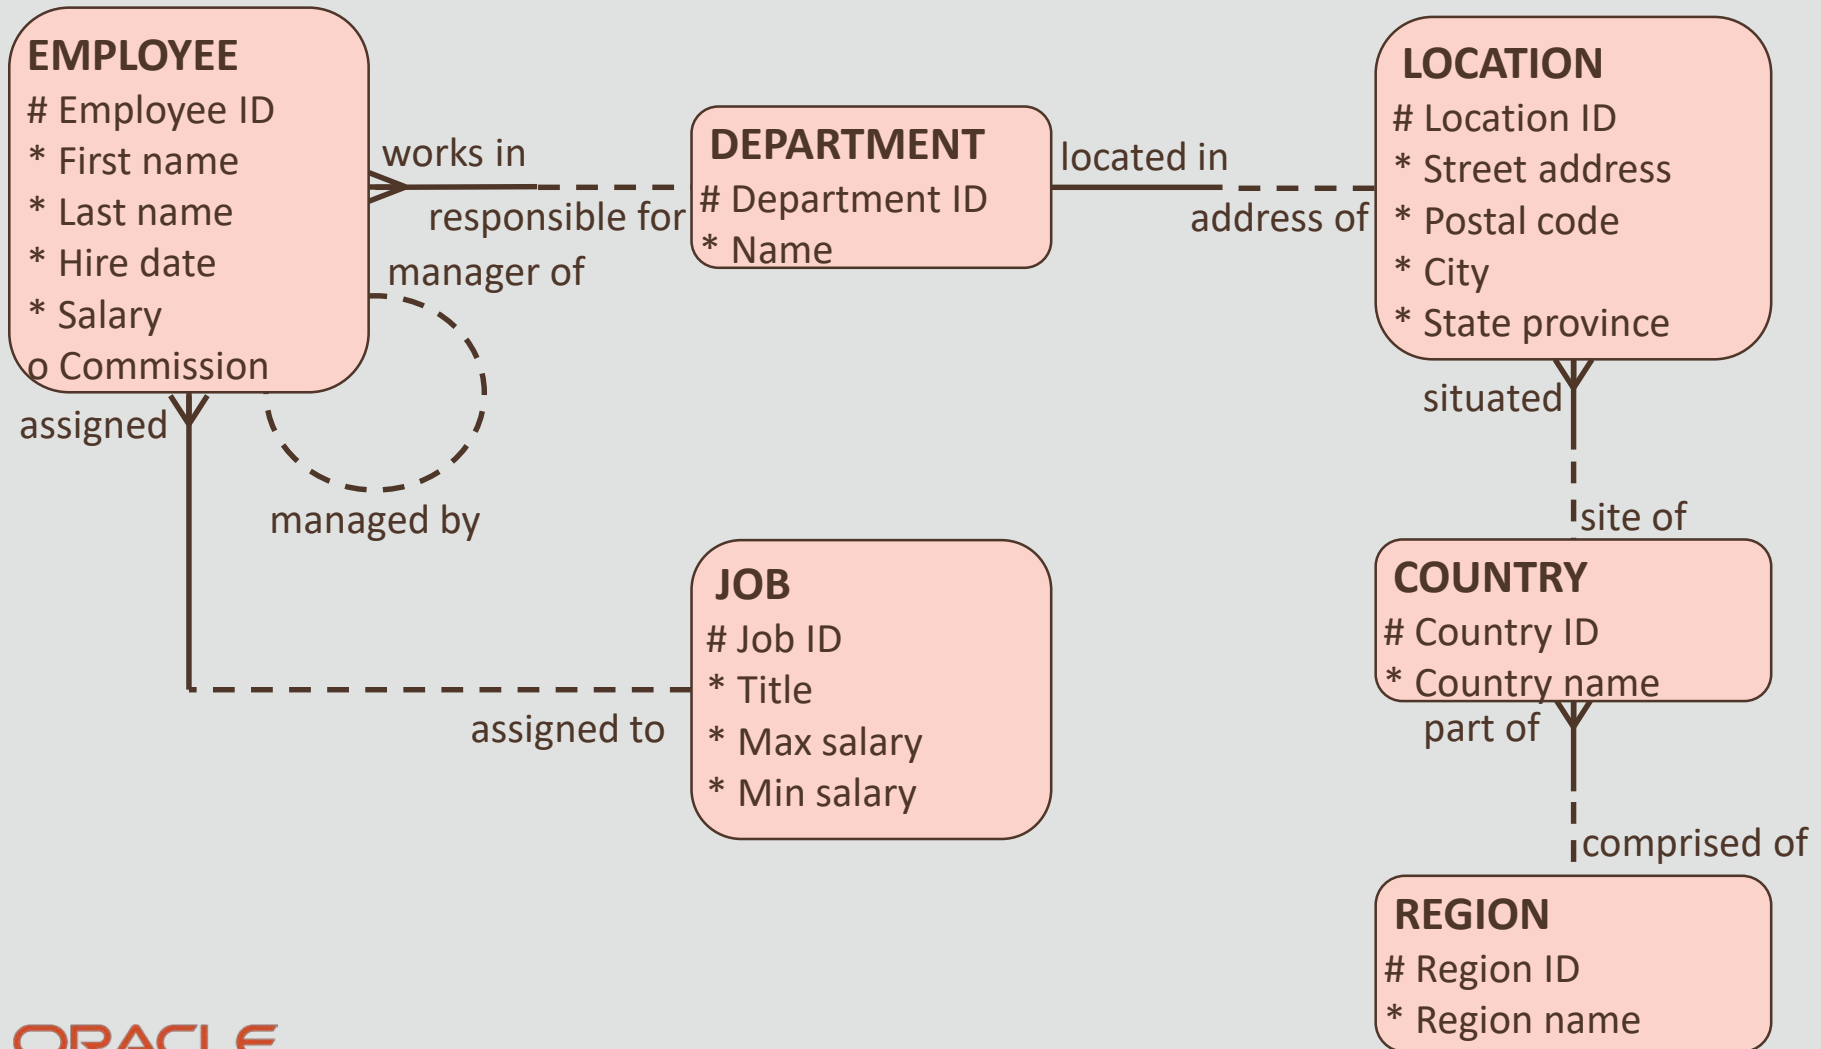 EMPLOYEE
# Employee ID
* First name
* Last name
* Hire date
* Salary
o Commission
works in
responsible for
manager of
managed by
assigned
DEPARTMENT
# Department ID
* Name
located in
address of
LOCATION
# Location ID
* Street address
* Postal code
* City
* State province
situated
site of
JOB
# Job ID
* Title
* Max salary
* Min salary
assigned to
COUNTRY
# Country ID
* Country name
part of
comprised of
REGION
# Region ID
* Region name
ORACLE